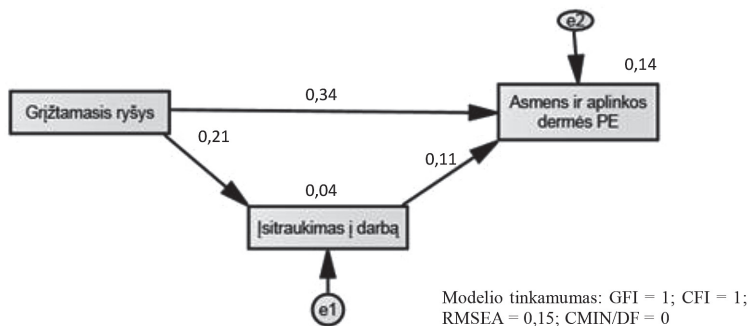 e2
0,14
0,34
Grįžtamasis ryšys
Asmens ir aplinkos
dermės PE
0,21
0,11
0,04
Įsitraukimas į darbą
e1
Modelio tinkamumas: GFI = 1; CFI = 1;
RMSEA = 0,15; CMIN/DF = 0